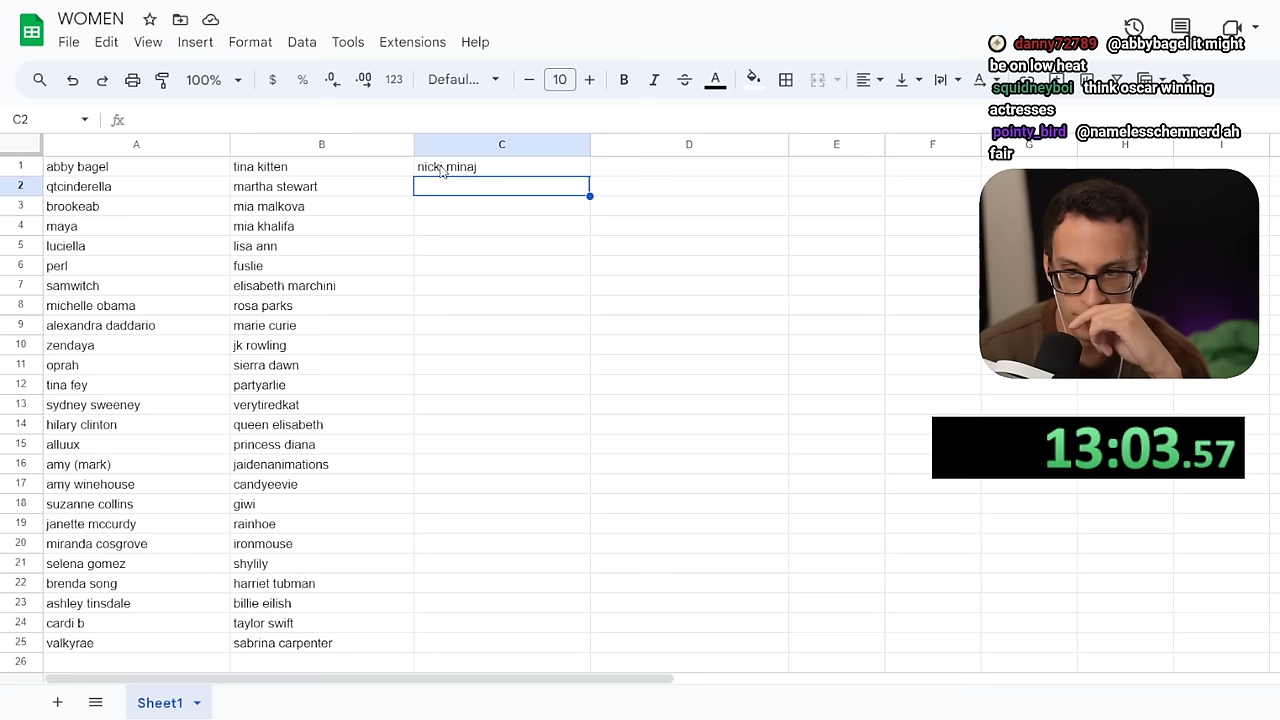 WOMEN
File Edit View Insert Format Data Tools Extensions Help
100% $ % .0 .00 123 Defaul... 10 B I A
danny72789 @abbybagel it might
be on low heat
squidneyboi think oscar winning
actresses
pointy_bird @namelesschemnerd ah
fair
C2 fx
A B C D E F G H I
1 abby bagel tina kitten nicki minaj
2 qtcinderella martha stewart
3 brookeab mia malkova
4 maya mia khalifa
5 luciella lisa ann
6 perl fuslie
7 samwitch elisabeth marchini
8 michelle obama rosa parks
9 alexandra daddario marie curie
10 zendaya jk rowling
11 oprah sierra dawn
12 tina fey partyarlie
13 sydney sweeney verytiredkat
14 hilary clinton queen elisabeth
15 alluux princess diana
16 amy (mark) jaidenanimations
17 amy winehouse candyeevie
18 suzanne collins giwi
19 janette mccurdy rainhoe
20 miranda cosgrove ironmouse
21 selena gomez shylily
22 brenda song harriet tubman
23 ashley tinsdale billie eilish
24 cardi b taylor swift
25 valkyrae sabrina carpenter
26
13:03.57
Sheet1